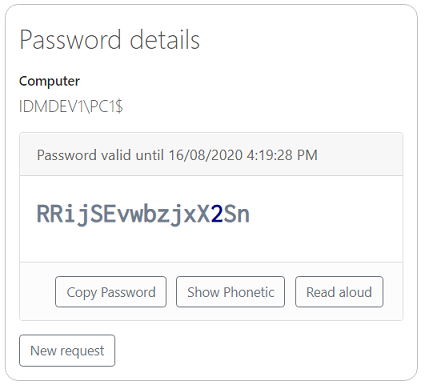 Password details
Computer
IDMDEV1\PC1$
Password valid until 16/08/2020 4:19:28 PM
RRijSEvwbzjxX2Sn
Copy Password
Show Phonetic
Read aloud
New request